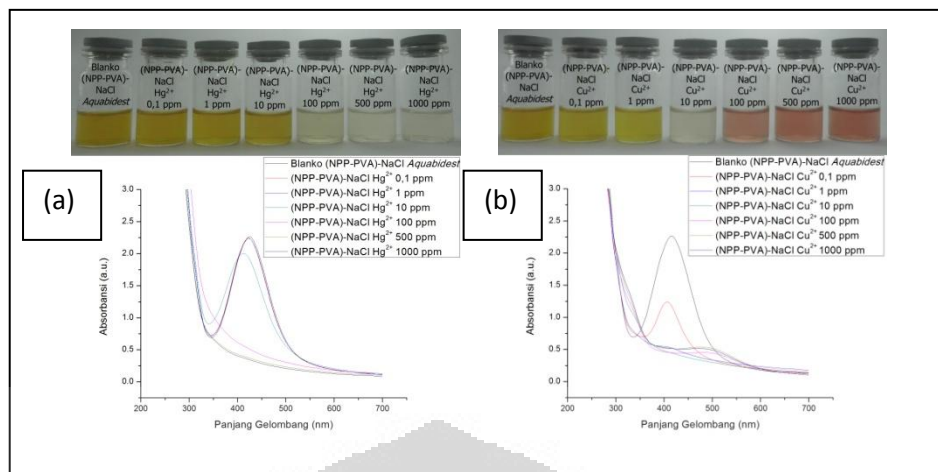 Blanko
(NPP-PVA)-
NaCl
Aquabidest
(NPP-PVA)-
NaCl
Hg²⁺
0,1 ppm
(NPP-PVA)-
NaCl
Hg²⁺
1 ppm
(NPP-PVA)-
NaCl
Hg²⁺
10 ppm
(NPP-PVA)-
NaCl
Hg²⁺
100 ppm
(NPP-PVA)-
NaCl
Hg²⁺
500 ppm
(NPP-PVA)-
NaCl
Hg²⁺
1000 ppm
(a)
Blanko (NPP-PVA)-NaCl Aquabidest
(NPP-PVA)-NaCl Hg²⁺ 0,1 ppm
(NPP-PVA)-NaCl Hg²⁺ 1 ppm
(NPP-PVA)-NaCl Hg²⁺ 10 ppm
(NPP-PVA)-NaCl Hg²⁺ 100 ppm
(NPP-PVA)-NaCl Hg²⁺ 500 ppm
(NPP-PVA)-NaCl Hg²⁺ 1000 ppm
Absorbansi (a.u.)
3.0
2.5
2.0
1.5
1.0
0.5
0.0
200 300 400 500 600 700
Panjang Gelombang (nm)
Blanko
(NPP-PVA)-
NaCl
Aquabidest
(NPP-PVA)-
NaCl
Cu²⁺
0,1 ppm
(NPP-PVA)-
NaCl
Cu²⁺
1 ppm
(NPP-PVA)-
NaCl
Cu²⁺
10 ppm
(NPP-PVA)-
NaCl
Cu²⁺
100 ppm
(NPP-PVA)-
NaCl
Cu²⁺
500 ppm
(NPP-PVA)-
NaCl
Cu²⁺
1000 ppm
(b)
Blanko (NPP-PVA)-NaCl Aquabidest
(NPP-PVA)-NaCl Cu²⁺ 0,1 ppm
(NPP-PVA)-NaCl Cu²⁺ 1 ppm
(NPP-PVA)-NaCl Cu²⁺ 10 ppm
(NPP-PVA)-NaCl Cu²⁺ 100 ppm
(NPP-PVA)-NaCl Cu²⁺ 500 ppm
(NPP-PVA)-NaCl Cu²⁺ 1000 ppm
Absorbansi (a.u.)
3.0
2.5
2.0
1.5
1.0
0.5
0.0
200 300 400 500 600 700
Panjang Gelombang (nm)